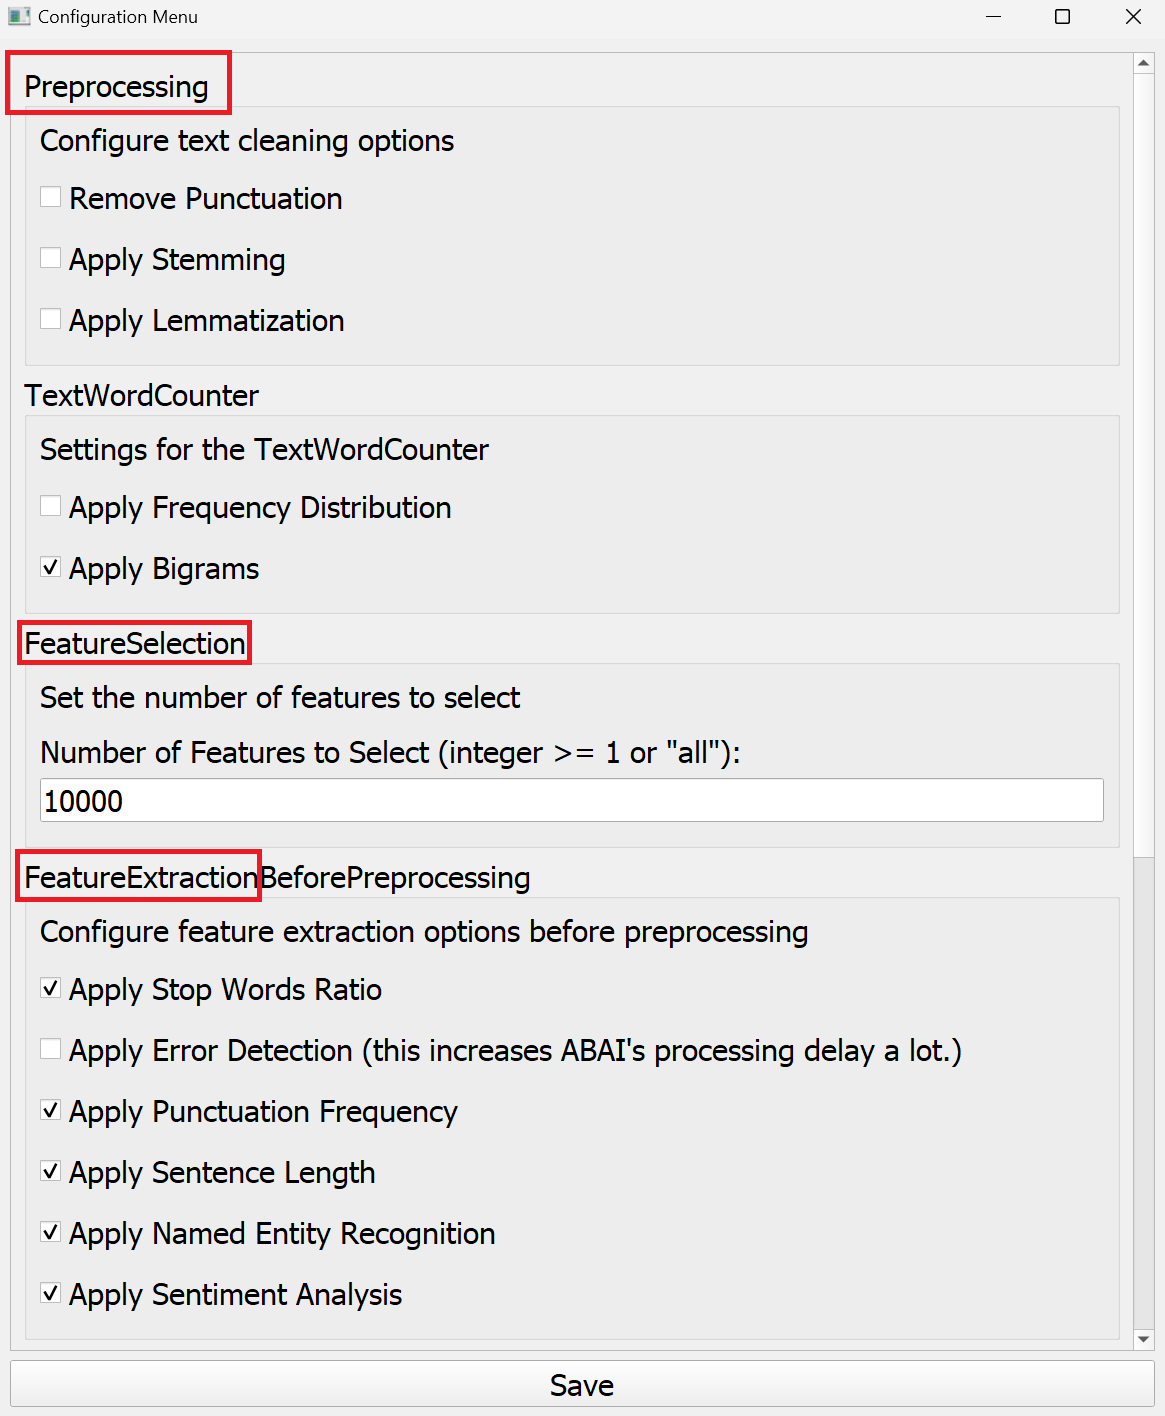 Configuration Menu
Preprocessing
Configure text cleaning options
Remove Punctuation
Apply Stemming
Apply Lemmatization
TextWordCounter
Settings for the TextWordCounter
Apply Frequency Distribution
Apply Bigrams
FeatureSelection
Set the number of features to select
Number of Features to Select (integer >= 1 or "all"):
10000
FeatureExtractionBeforePreprocessing
Configure feature extraction options before preprocessing
Apply Stop Words Ratio
Apply Error Detection (this increases ABAI's processing delay a lot.)
Apply Punctuation Frequency
Apply Sentence Length
Apply Named Entity Recognition
Apply Sentiment Analysis
Save